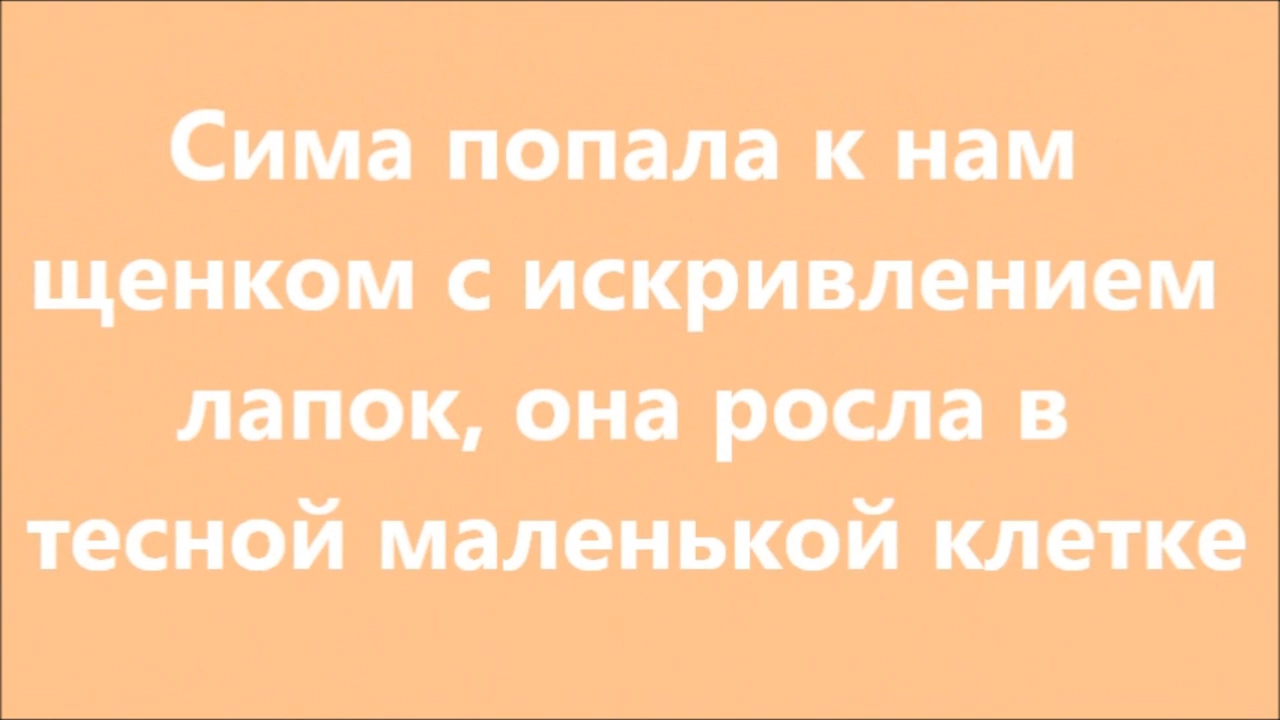 Сима попала к нам
щенком с искривлением
лапок, она росла в
тесной маленькой клетке